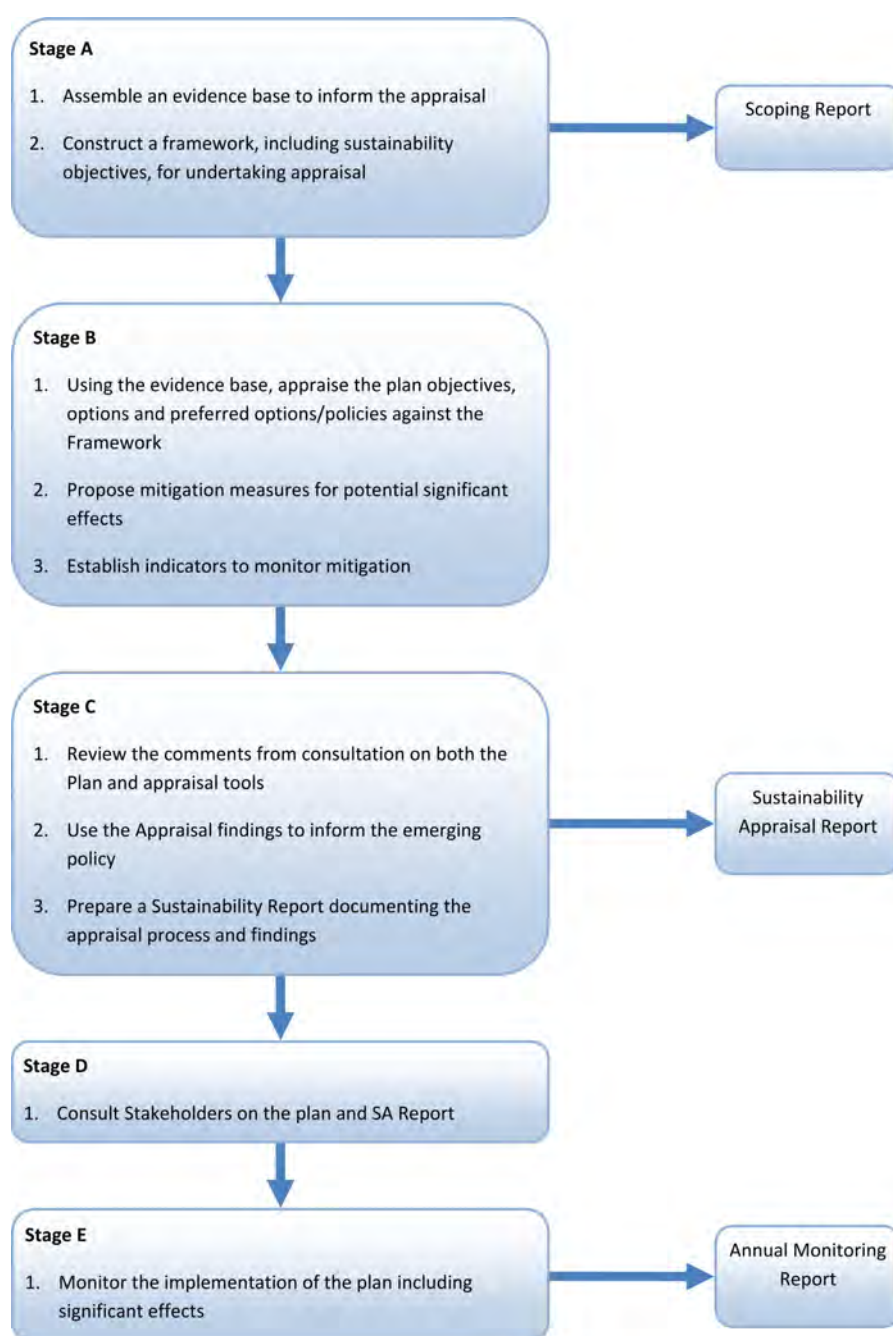 Stage A
1. Assemble an evidence base to inform the appraisal
2. Construct a framework, including sustainability
objectives, for undertaking appraisal
Scoping Report
Stage B
1. Using the evidence base, appraise the plan objectives,
options and preferred options/policies against the
Framework
2. Propose mitigation measures for potential significant
effects
3. Establish indicators to monitor mitigation
Stage C
1. Review the comments from consultation on both the
Plan and appraisal tools
2. Use the Appraisal findings to inform the emerging
policy
3. Prepare a Sustainability Report documenting the
appraisal process and findings
Sustainability
Appraisal Report
Stage D
1. Consult Stakeholders on the plan and SA Report
Stage E
1. Monitor the implementation of the plan including
significant effects
Annual Monitoring
Report